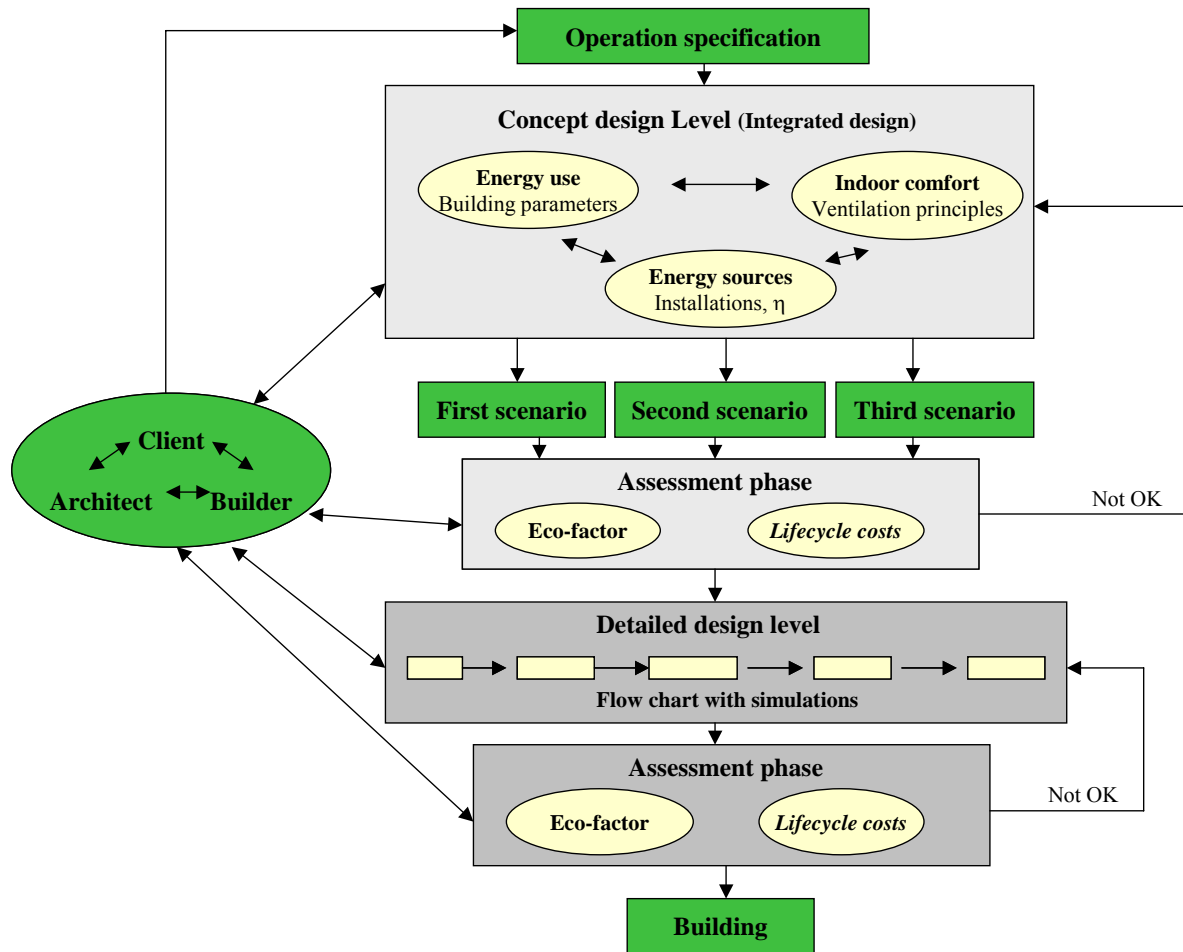 Operation specification
Concept design Level (Integrated design)
Energy use
Building parameters
Indoor comfort
Ventilation principles
Energy sources
Installations, η
First scenario
Second scenario
Third scenario
Client
Architect
Builder
Assessment phase
Eco-factor
Lifecycle costs
Not OK
Detailed design level
Flow chart with simulations
Assessment phase
Eco-factor
Lifecycle costs
Not OK
Building